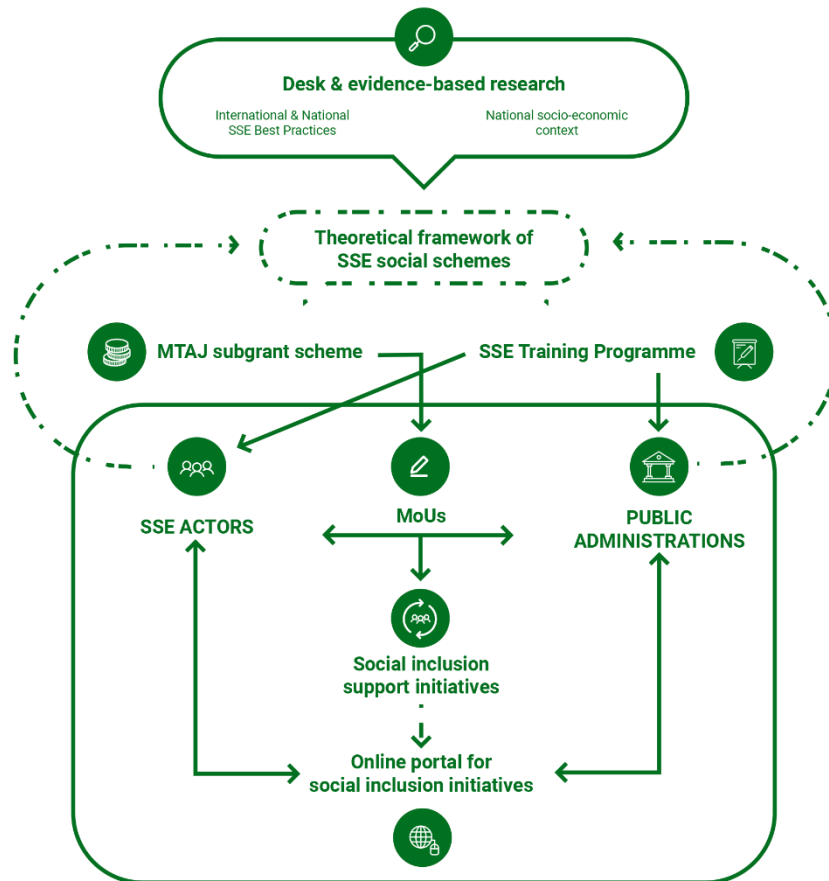 Desk & evidence-based research
International & National
SSE Best Practices
National socio-economic
context
Theoretical framework of
SSE social schemes
MTAJ subgrant scheme
SSE Training Programme
SSE ACTORS
MoUs
PUBLIC
ADMINISTRATIONS
Social inclusion
support initiatives
Online portal for
social inclusion initiatives